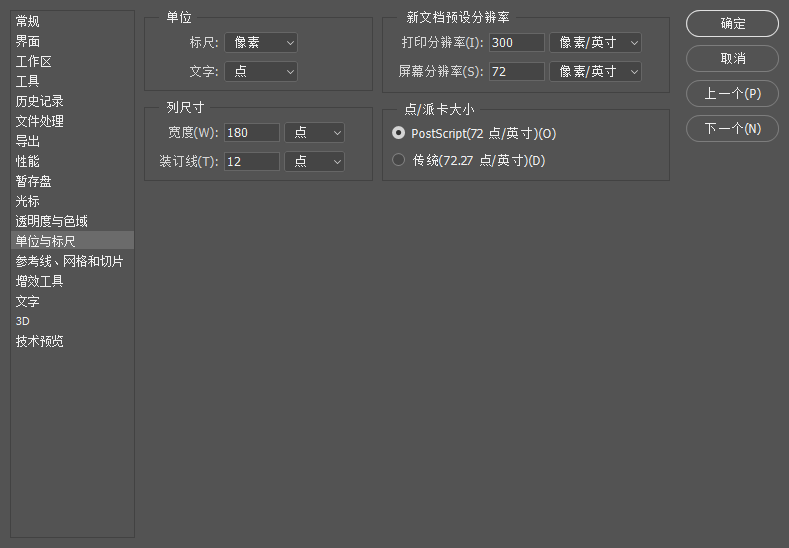 常规
界面
工作区
工具
历史记录
文件处理
导出
性能
暂存盘
光标
透明度与色域
单位与标尺
参考线、网格和切片
增效工具
文字
3D
技术预览
单位
标尺: 像素
文字: 点
列尺寸
宽度(W): 180 点
装订线(T): 12 点
新文档预设分辨率
打印分辨率(I): 300 像素/英寸
屏幕分辨率(S): 72 像素/英寸
点/派卡大小
PostScript(72 点/英寸)(O)
传统(72.27 点/英寸)(D)
确定
取消
上一个(P)
下一个(N)